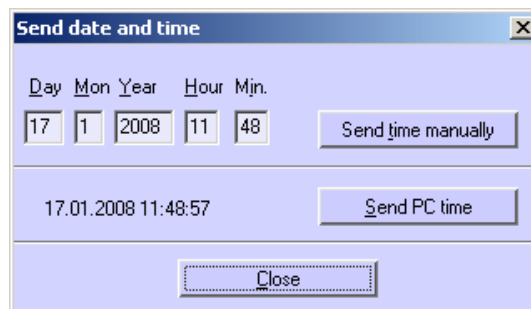 Send date and time
Day Mon Year Hour Min.
17 1 2008 11 48 Send time manually
17.01.2008 11:48:57 Send PC time
Close